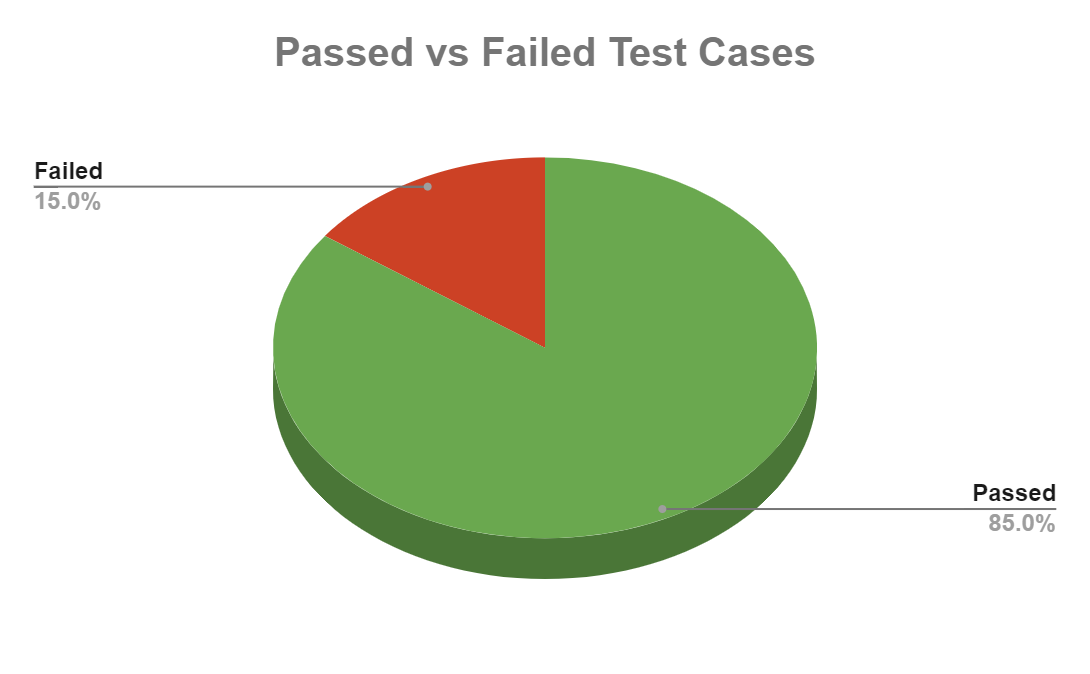 Passed vs Failed Test Cases
Failed
15.0%
Passed
85.0%